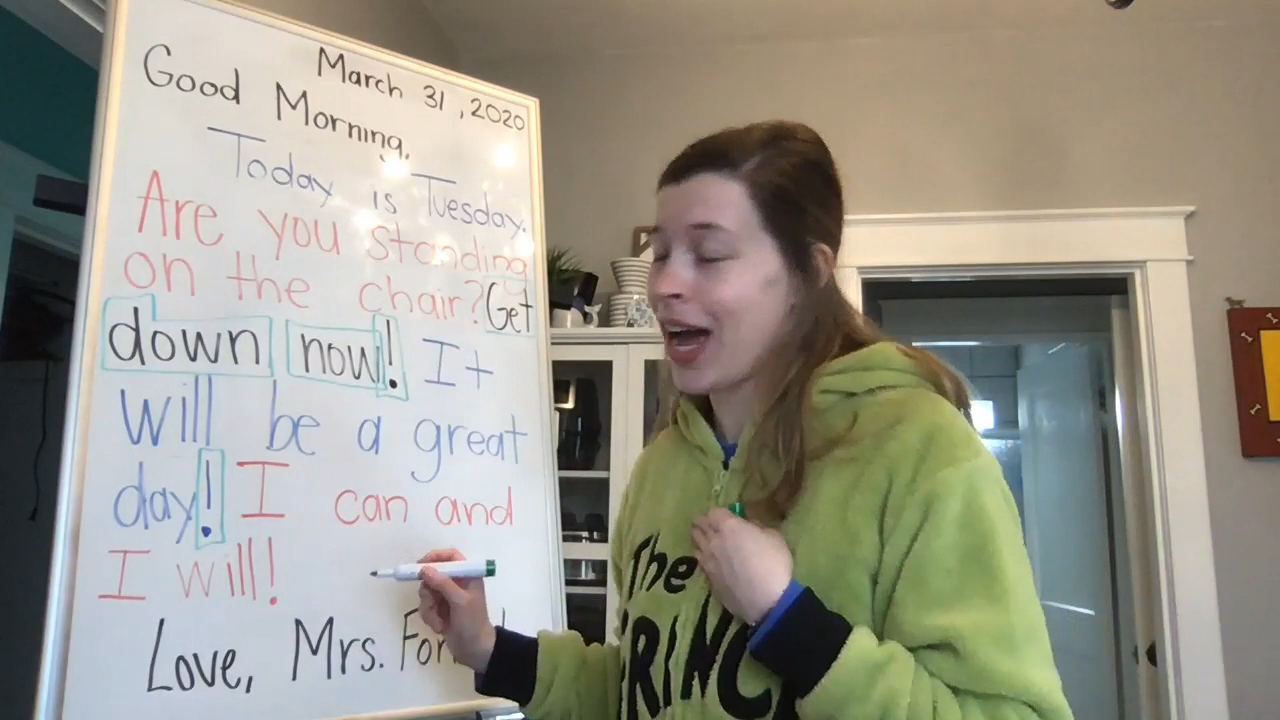 March 31, 2020
Good Morning,
Today is Tuesday.
Are you standing
on the chair? Get
down now! It
will be a great
day! I can and
I will!
Love, Mrs.
The